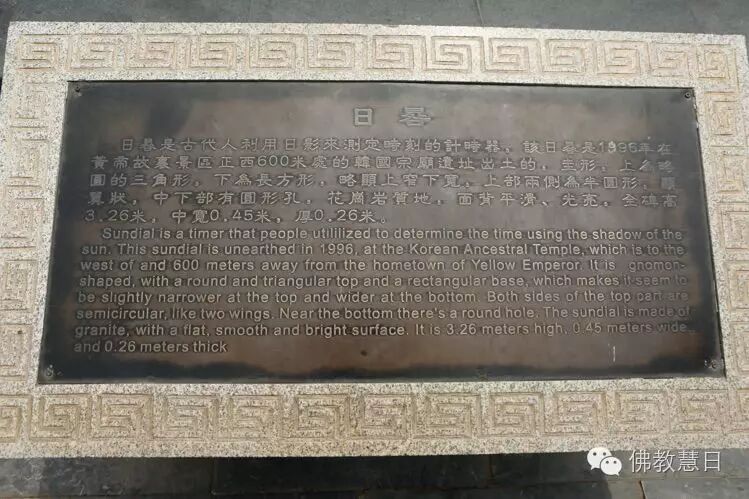 日晷
日晷是古代人利用日影來測定時刻的計時器，該日晷是1996年在
黃帝故裏景區正西600米處的韓國宗廟遺址出土的，圭形，上為略
圓的三角形，下為長方形，略顯上窄下寬，上部兩側為半圓形，
翼狀，中下部有圓形孔，花崗岩質地，面背平滑、光亮，全碑高
3.26米，中寬0.45米，厚0.26米。
Sundial is a timer that people utililized to determine the time using the shadow of the
sun. This sundial is unearthed in 1996, at the Korean Ancestral Temple, which is to the
west of and 600 meters away from the hometown of Yellow Emperor. It is gnomon-
shaped, with a round and triangular top and a rectangular base, which makes it seem to
be slightly narrower at the top and wider at the bottom. Both sides of the top part are
semicircular, like two wings. Near the bottom there's a round hole. The sundial is made of
granite, with a flat, smooth and bright surface. It is 3.26 meters high, 0.45 meters wide
and 0.26 meters thick
佛教慧日